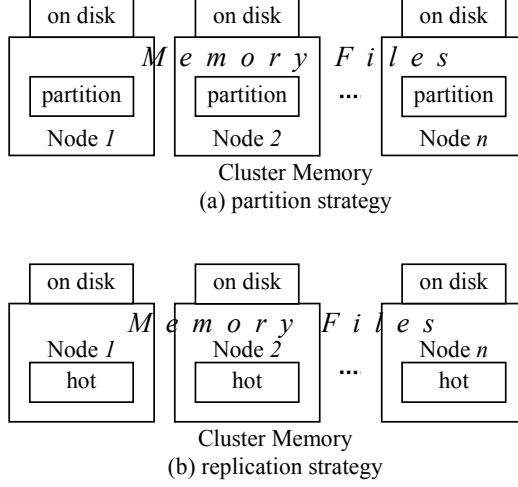 on disk on disk on disk
Memory Files
partition partition .... partition
Node 1 Node 2 Node n
Cluster Memory
(a) partition strategy
on disk on disk on disk
Memory Files
Node 1 Node 2 Node n
hot hot .... hot
Cluster Memory
(b) replication strategy